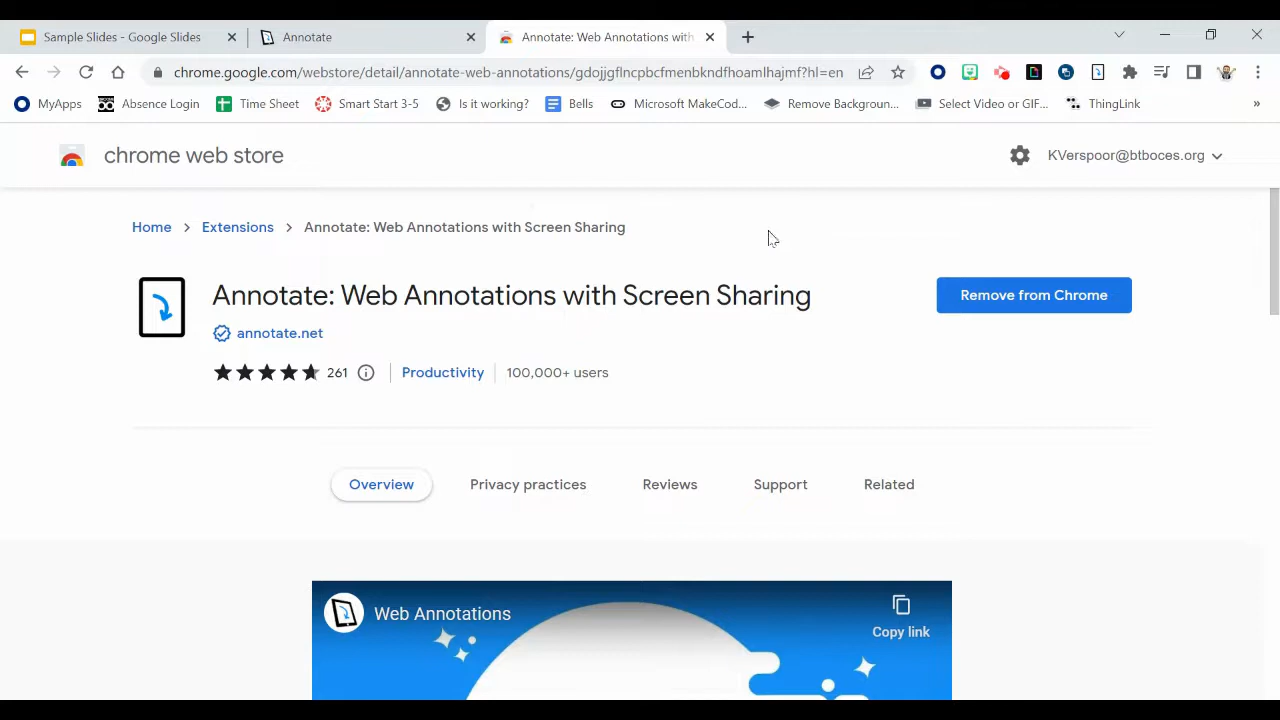 Sample Slides - Google Slides
Annotate
Annotate: Web Annotations with
chrome.google.com/webstore/detail/annotate-web-annotations/gdojjgflncpbcfmenbbhdfhoamlhajmf?hl=en
MyApps
Absence Login
Time Sheet
Smart Start 3-5
Is it working?
Bells
Microsoft MakeCod...
Remove Backgroun...
Select Video or GIF...
ThingLink
»
chrome web store
KVerspoor@btboces.org
Home
Extensions
Annotate: Web Annotations with Screen Sharing
Annotate: Web Annotations with Screen Sharing
Remove from Chrome
annotate.net
261
Productivity
100,000+ users
Overview
Privacy practices
Reviews
Support
Related
Web Annotations
Copy link